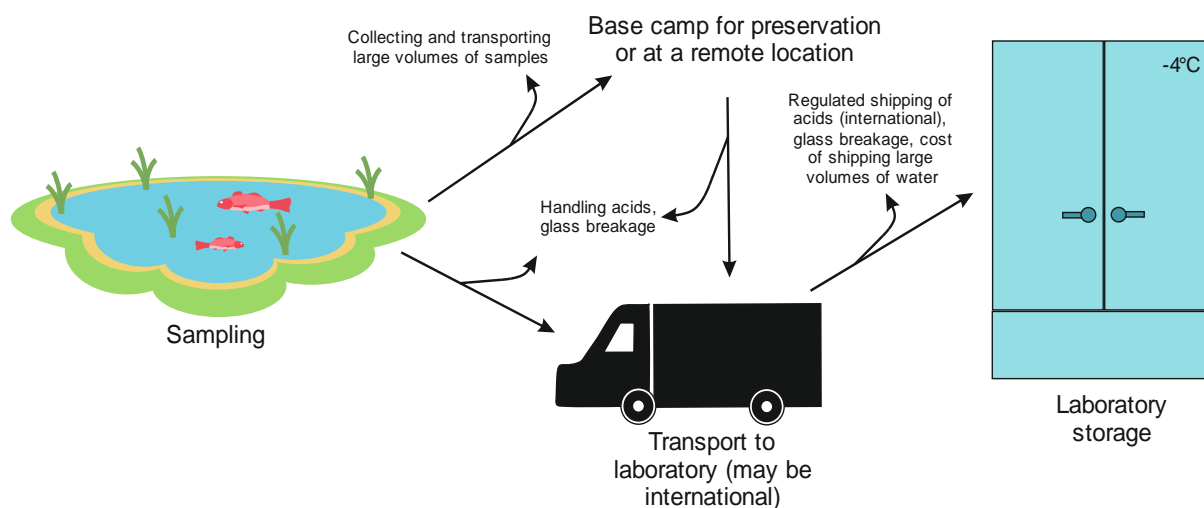 Collecting and transporting
large volumes of samples
Base camp for preservation
or at a remote location
-4°C
Regulated shipping of
acids (international),
glass breakage, cost
of shipping large
volumes of water
Handling acids,
glass breakage
Sampling
Transport to
laboratory (may be
international)
Laboratory
storage